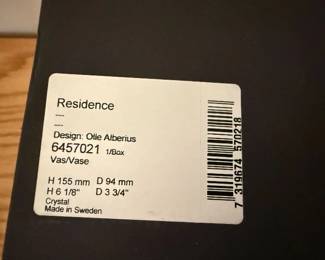 Residence
---
---
Design: Olle Alberius
6457021 1/Box
Vas/Vase
H 155 mm D 94 mm
H 6 1/8" D 3 3/4"
Crystal
Made in Sweden
7 319674 570218